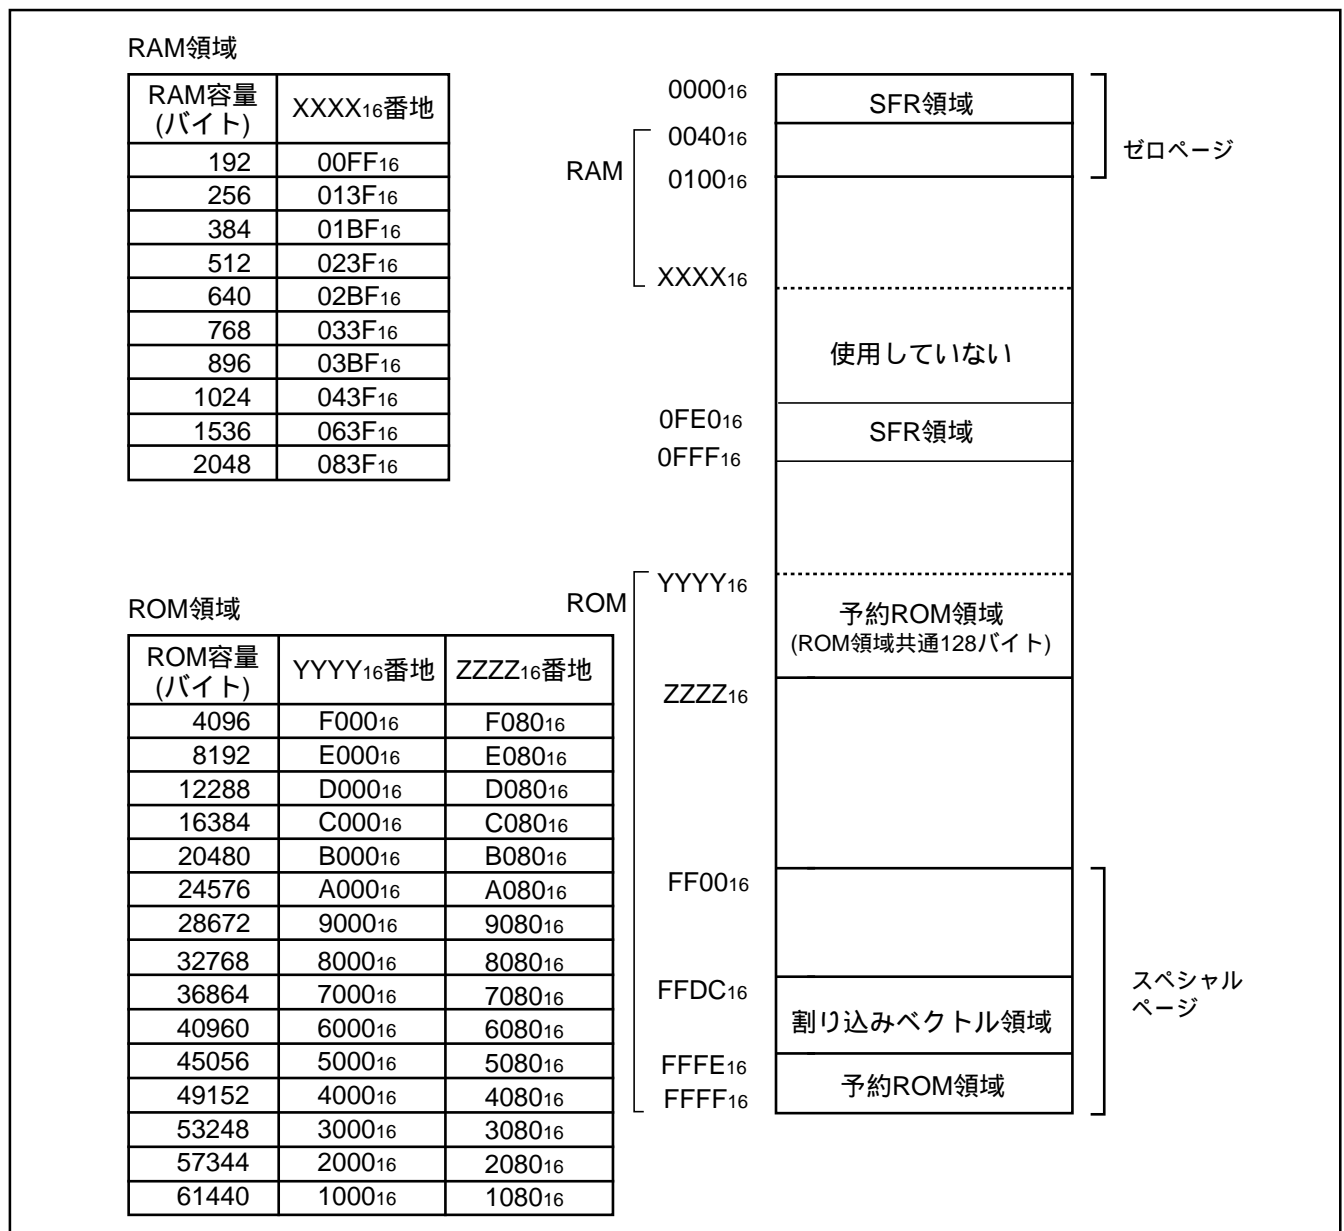 RAM領域
RAM容量
(バイト)
XXXX16番地
192 00FF16
256 013F16
384 01BF16
512 023F16
640 02BF16
768 033F16
896 03BF16
1024 043F16
1536 063F16
2048 083F16
ROM領域
ROM容量
(バイト)
YYYY16番地 ZZZZ16番地
4096 F00016 F08016
8192 E00016 E08016
12288 D00016 D08016
16384 C00016 C08016
20480 B00016 B08016
24576 A00016 A08016
28672 900016 908016
32768 800016 808016
36864 700016 708016
40960 600016 608016
45056 500016 508016
49152 400016 408016
53248 300016 308016
57344 200016 208016
61440 100016 108016
000016
SFR領域
004016
RAM
010016
ゼロページ
XXXX16
使用していない
0FE016
SFR領域
0FFF16
YYYY16
ROM
予約ROM領域
(ROM領域共通128バイト)
ZZZZ16
FF0016
FFDC16
割り込みベクトル領域
スペシャル
ページ
FFFE16
予約ROM領域
FFFF16